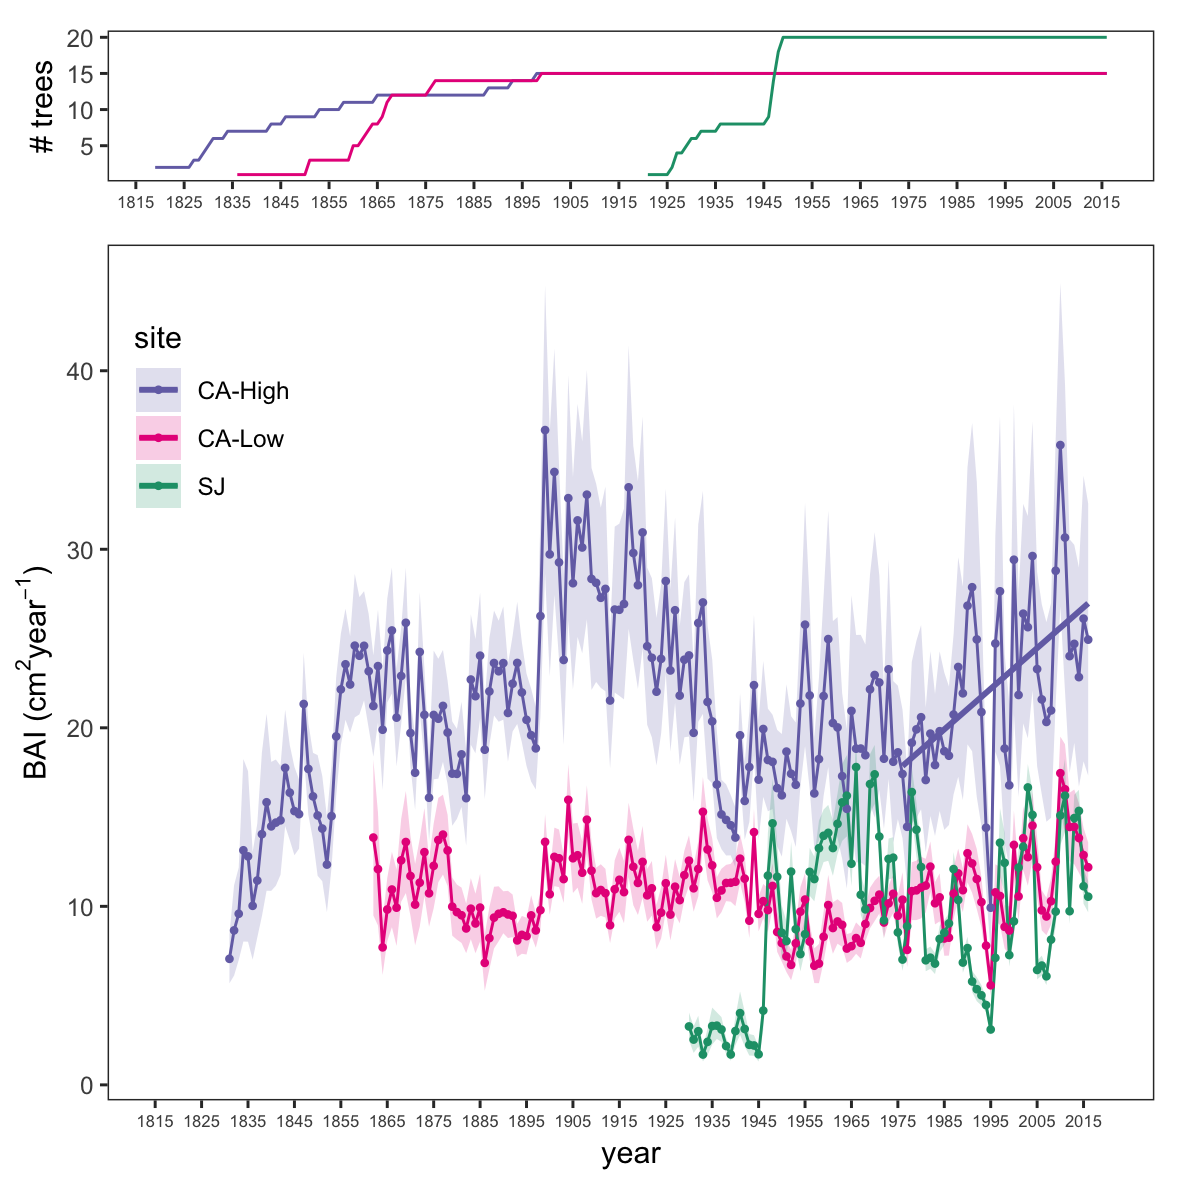 # trees
20
15
10
5
1815 1825 1835 1845 1855 1865 1875 1885 1895 1905 1915 1925 1935 1945 1955 1965 1975 1985 1995 2005 2015
BAI (cm²year⁻¹)
site
CA-High
CA-Low
SJ
40
30
20
10
0
1815 1825 1835 1845 1855 1865 1875 1885 1895 1905 1915 1925 1935 1945 1955 1965 1975 1985 1995 2005 2015
year